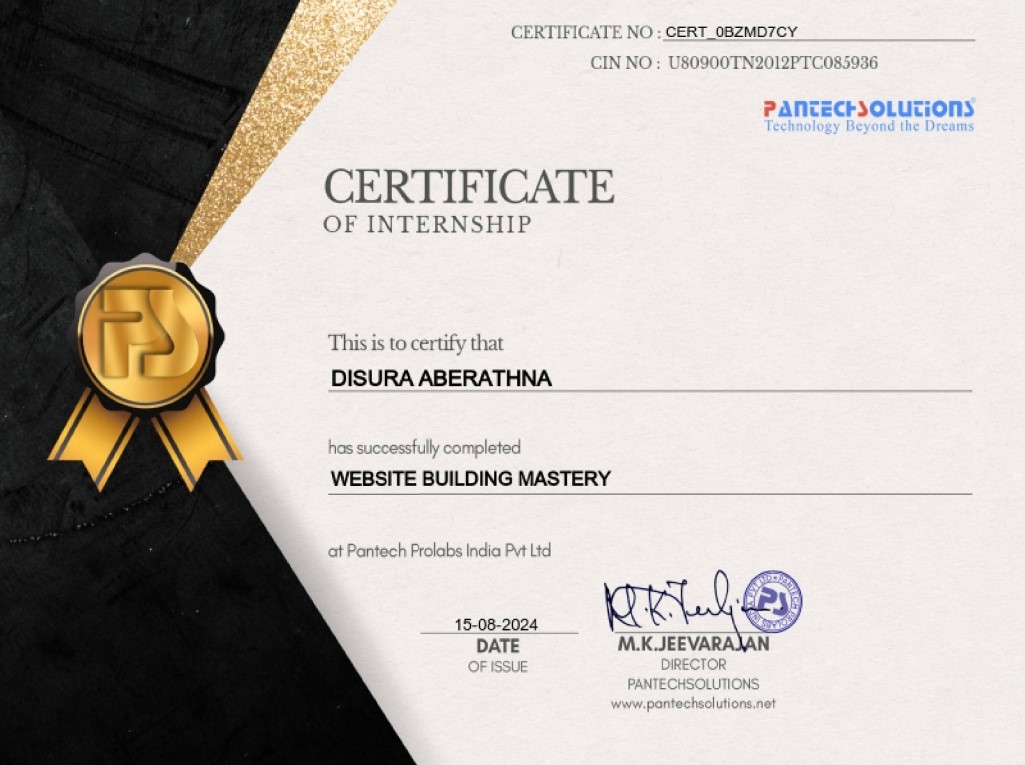 CERTIFICATE NO : CERT_0BZMD7CY
CIN NO : U80900TN2012PTC085936
PANTECHSOLUTIONS®
Technology Beyond the Dreams
CERTIFICATE
OF INTERNSHIP
PS
This is to certify that
DISURA ABERATHNA
has successfully completed
WEBSITE BUILDING MASTERY
at Pantech Prolabs India Pvt Ltd
15-08-2024
DATE
OF ISSUE
PS
M.K.JEEVARAJAN
DIRECTOR
PANTECHSOLUTIONS
www.pantechsolutions.net